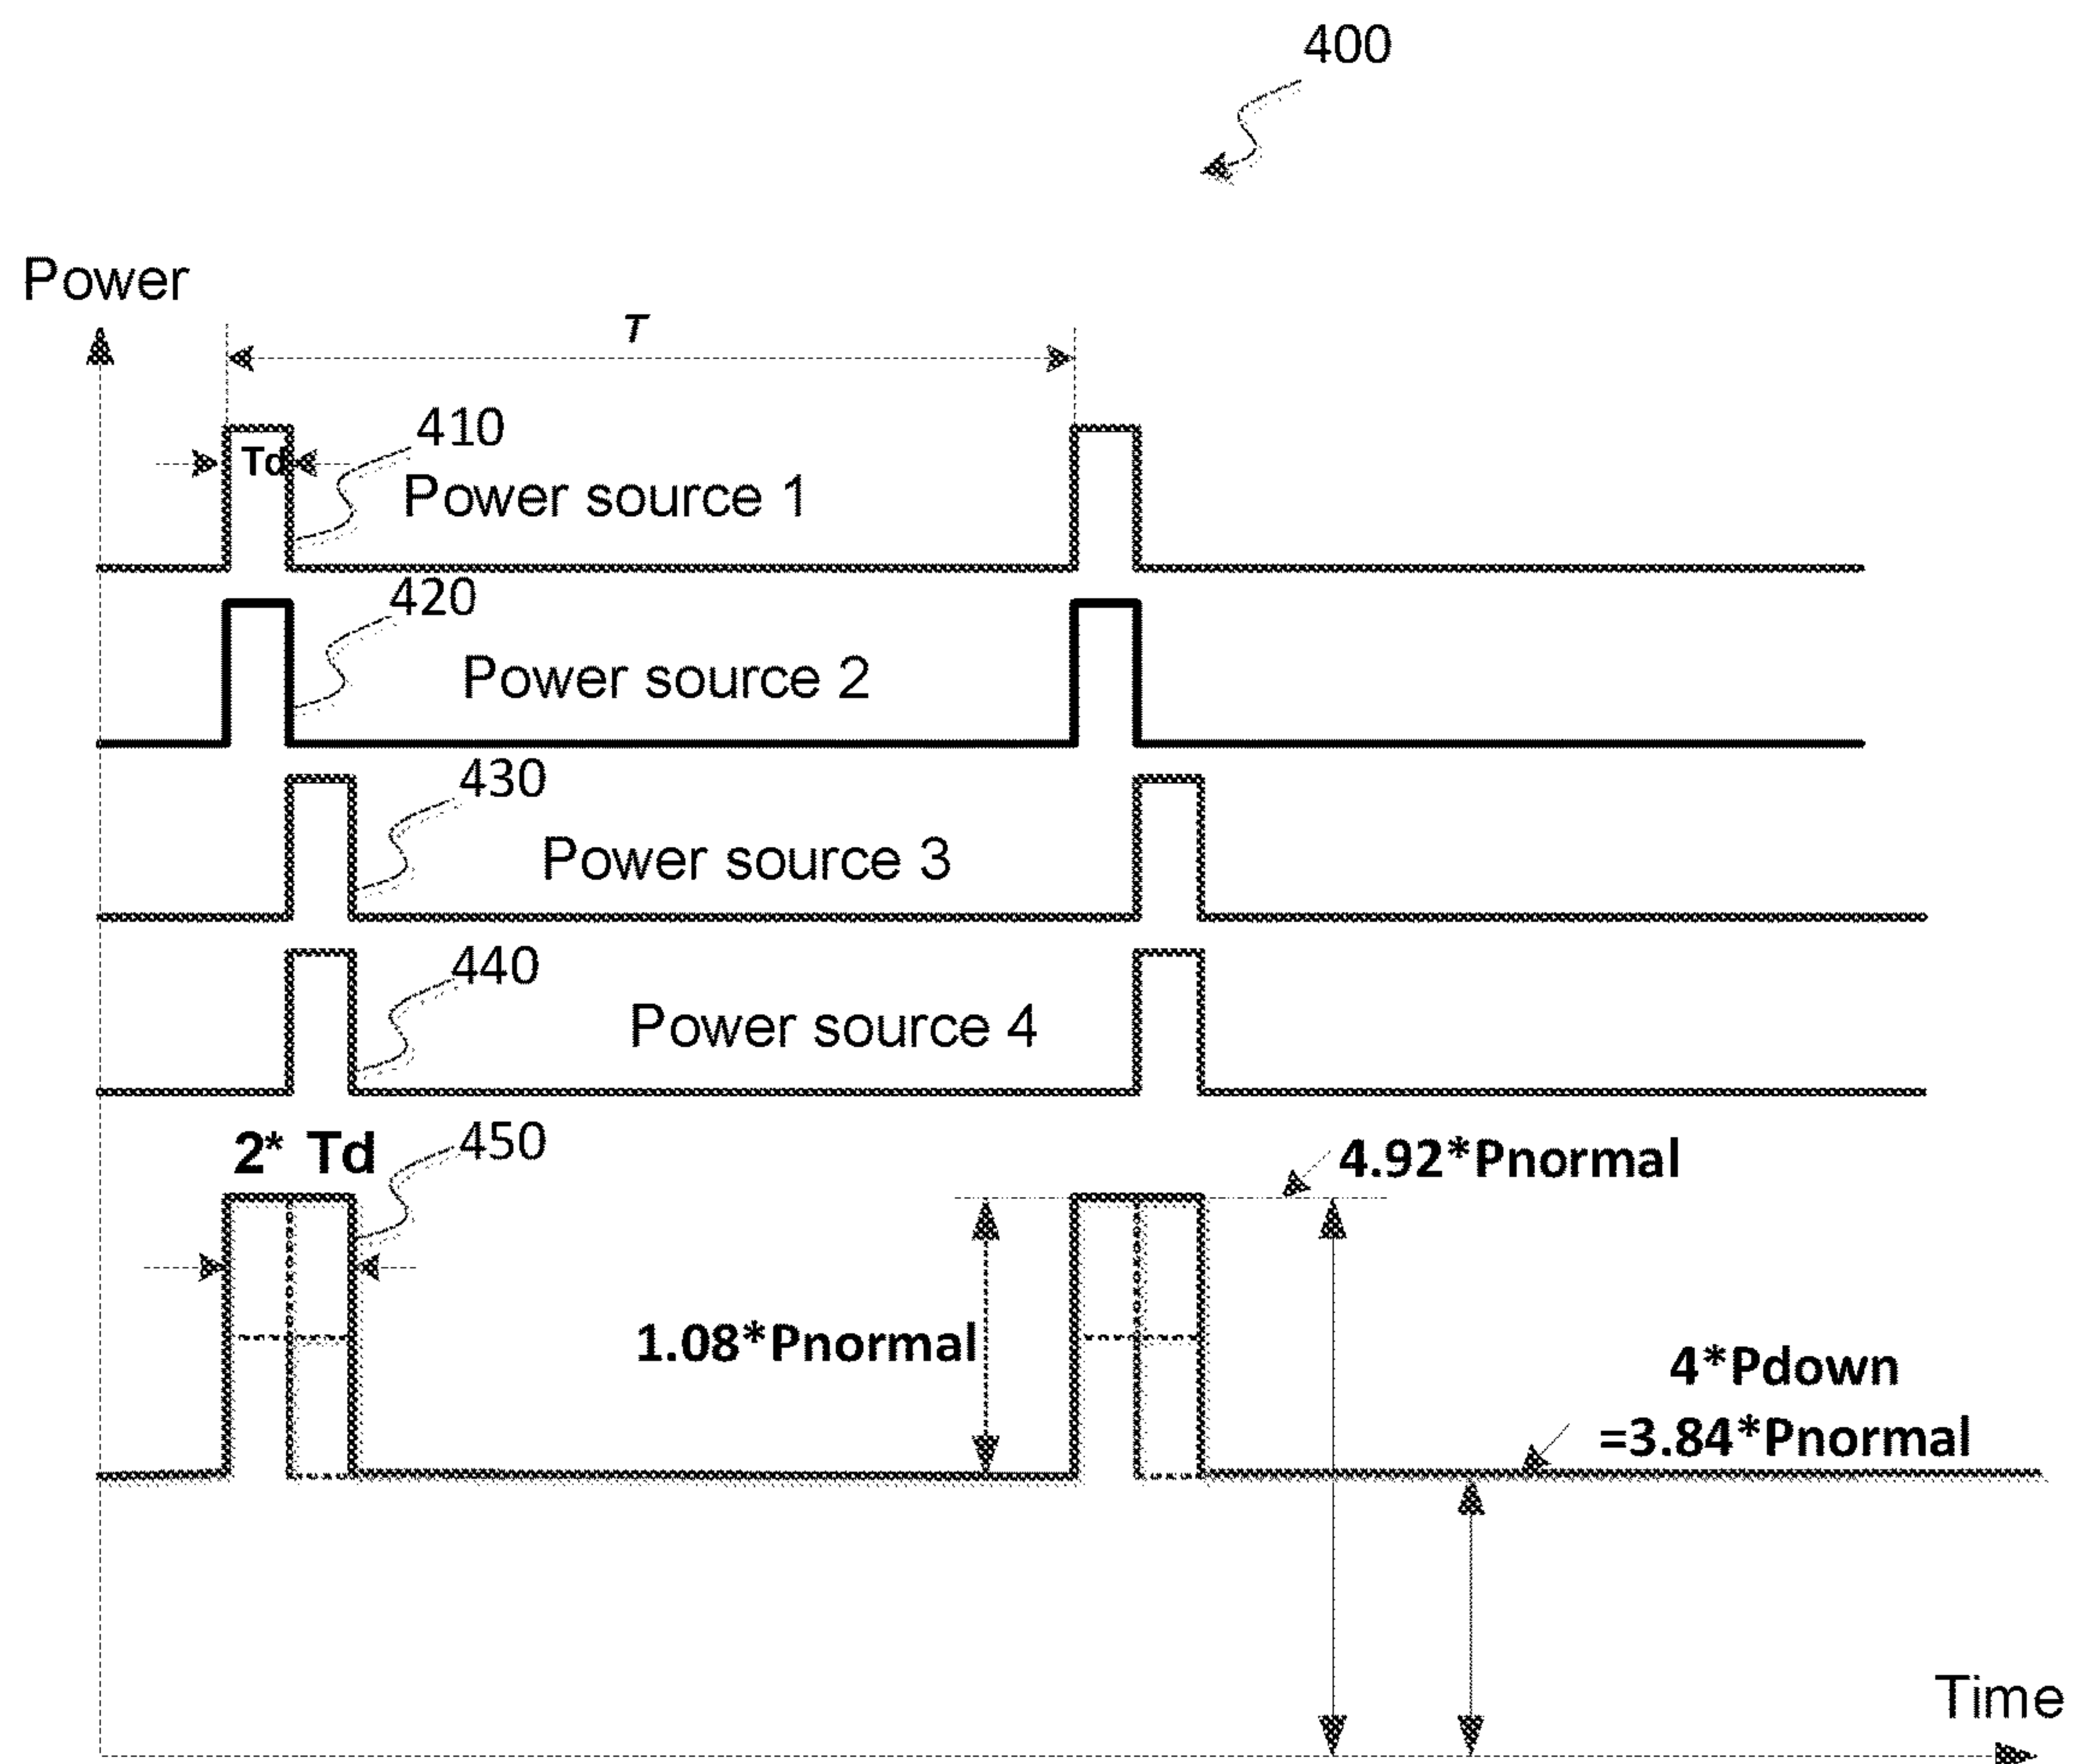 400
Power
T
410
Td
Power source 1
420
Power source 2
430
Power source 3
440
Power source 4
2* Td
450
4.92*Pnormal
1.08*Pnormal
4*Pdown
=3.84*Pnormal
Time